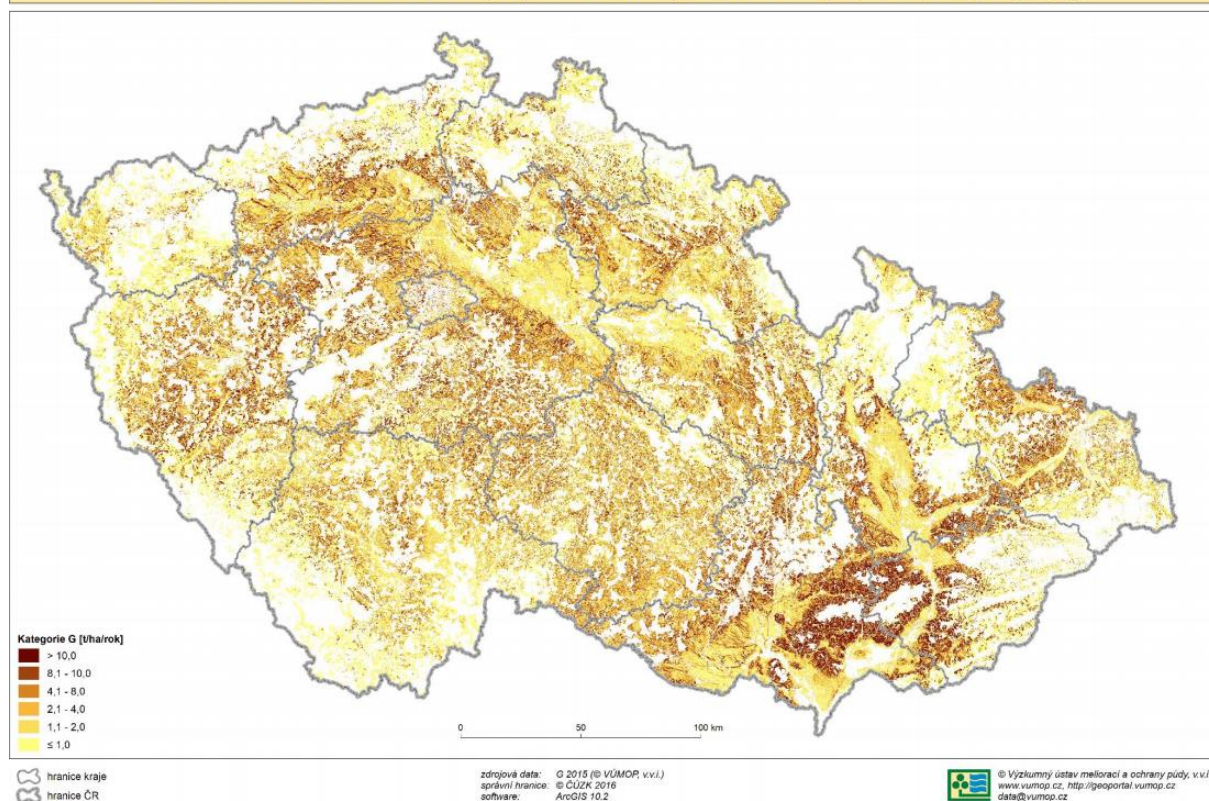 Kategorie G [t/ha/rok]
> 10,0
8,1 - 10,0
4,1 - 8,0
2,1 - 4,0
1,1 - 2,0
≤ 1,0
0 50 100 km
hranice kraje
hranice ČR
zdrojová data: G 2015 (© VÚMOP, v.v.i.)
správní hranice: © ČÚZK 2016
software: ArcGIS 10.2
© Výzkumný ústav meliorací a ochrany půdy, v.v.i.
www.vumop.cz, http://geoportal.vumop.cz
data@vumop.cz